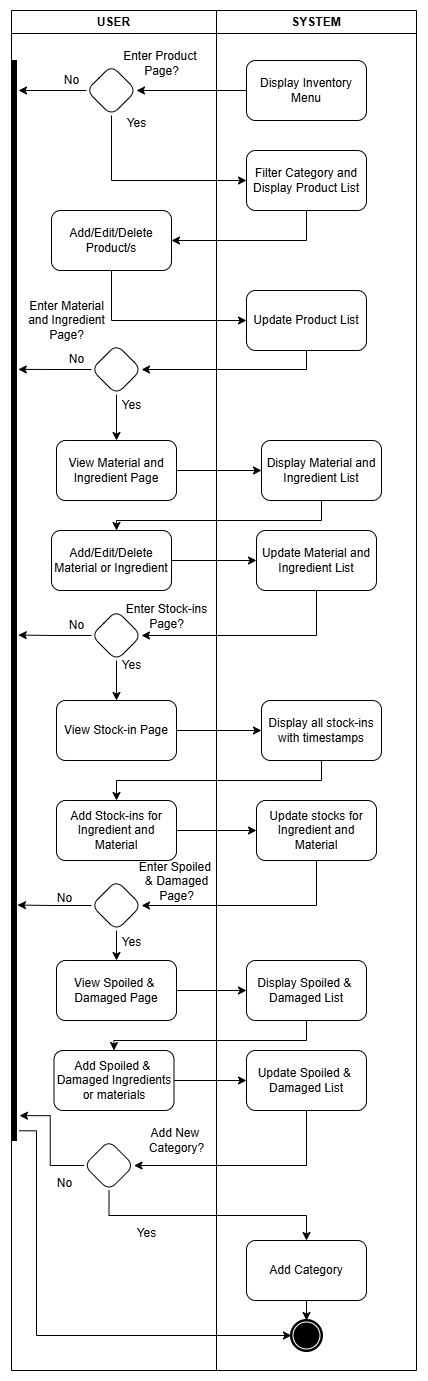 USER
SYSTEM
Enter Product
Page?
No
Display Inventory
Menu
Yes
Filter Category and
Display Product List
Add/Edit/Delete
Product/s
Enter Material
and Ingredient
Page?
Update Product List
No
Yes
View Material and
Ingredient Page
Display Material and
Ingredient List
Add/Edit/Delete
Material or Ingredient
Update Material and
Ingredient List
Enter Stock-ins
Page?
No
Yes
View Stock-in Page
Display all stock-ins
with timestamps
Add Stock-ins for
Ingredient and
Material
Update stocks for
Ingredient and
Material
Enter Spoiled
& Damaged
Page?
No
Yes
View Spoiled &
Damaged Page
Display Spoiled &
Damaged List
Add Spoiled &
Damaged Ingredients
or materials
Update Spoiled &
Damaged List
Add New
Category?
No
Yes
Add Category